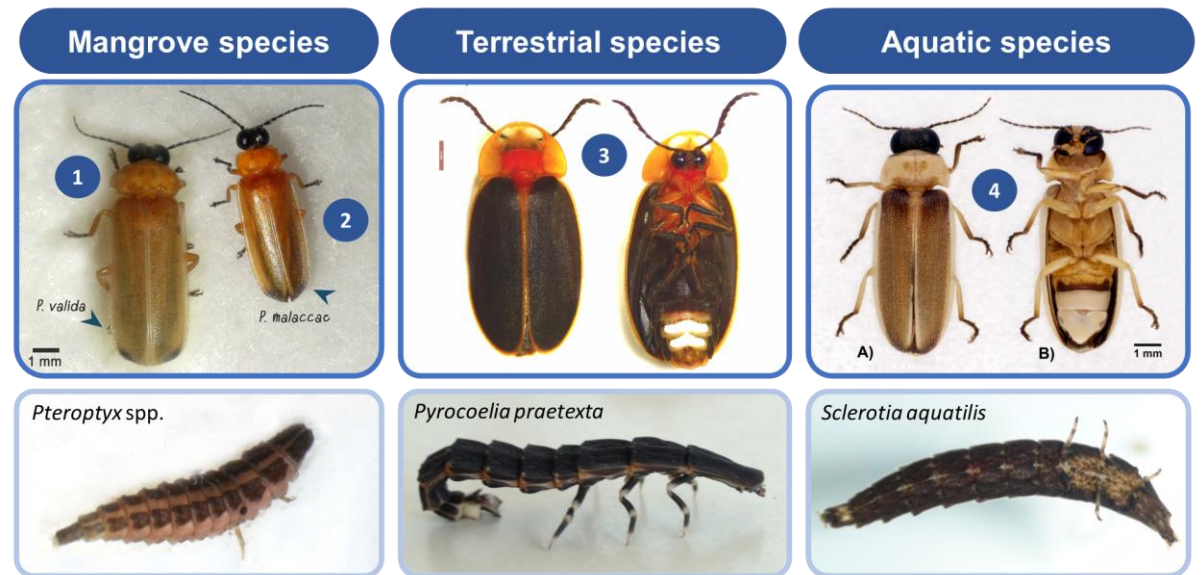 Mangrove species
Terrestrial species
Aquatic species
1
2
P. valida
P. malaccae
1 mm
3
4
A)
B)
1 mm
Pteroptyx spp.
Pyrocoelia praetexta
Sclerotia aquatilis